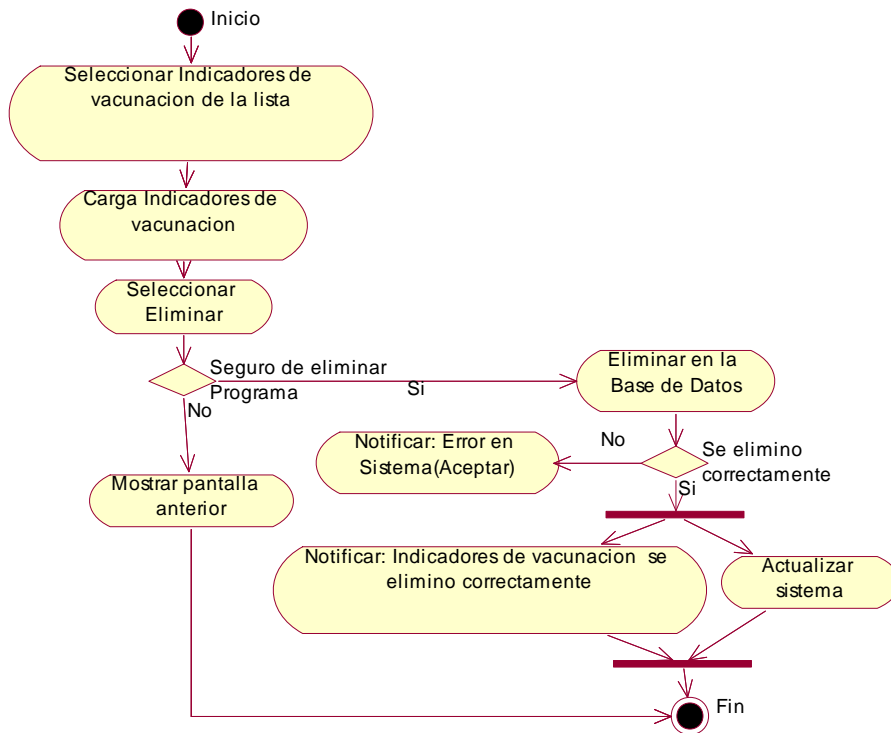 Inicio
Seleccionar Indicadores de
vacunacion de la lista
Carga Indicadores de
vacunacion
Seleccionar
Eliminar
Seguro de eliminar
Programa
Si
No
Eliminar en la
Base de Datos
Notificar: Error en
Sistema(Aceptar)
No
Se elimino
correctamente
Si
Mostrar pantalla
anterior
Notificar: Indicadores de vacunacion se
elimino correctamente
Actualizar
sistema
Fin